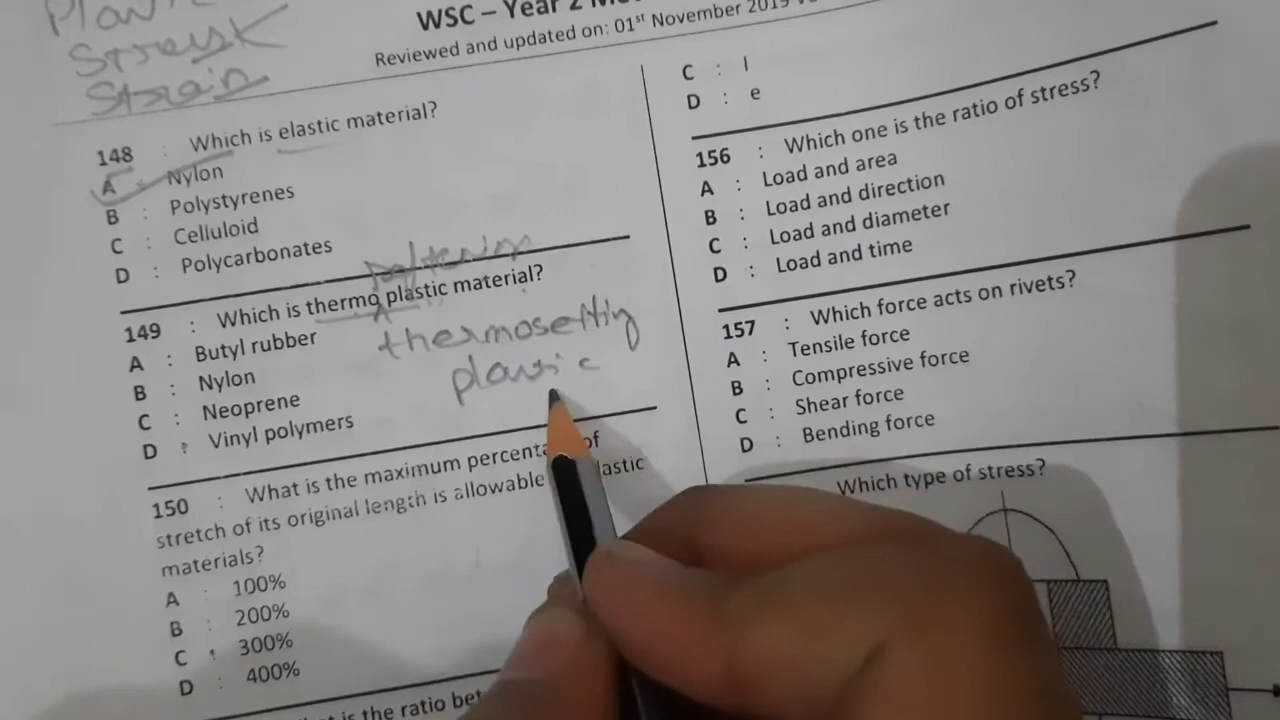 Strain
WSC – Year 2
Reviewed and updated on: 01st November 2019
148 : Which is elastic material?
A : Nylon
B : Polystyrenes
C : Celluloid
D : Polycarbonates
149 : Which is thermo plastic material?
A : Butyl rubber
B : Nylon
C : Neoprene
D : Vinyl polymers
thermosetting
plastic
150 : What is the maximum of
stretch of its original length is allowable
materials?
A : 100%
B : 200%
C : 300%
D : 400%
is the ratio
C : l
D : e
156 : Which one is the ratio of stress?
A : Load and area
B : Load and direction
C : Load and diameter
D : Load and time
157 : Which force acts on rivets?
A : Tensile force
B : Compressive force
C : Shear force
D : Bending force
Which type of stress?